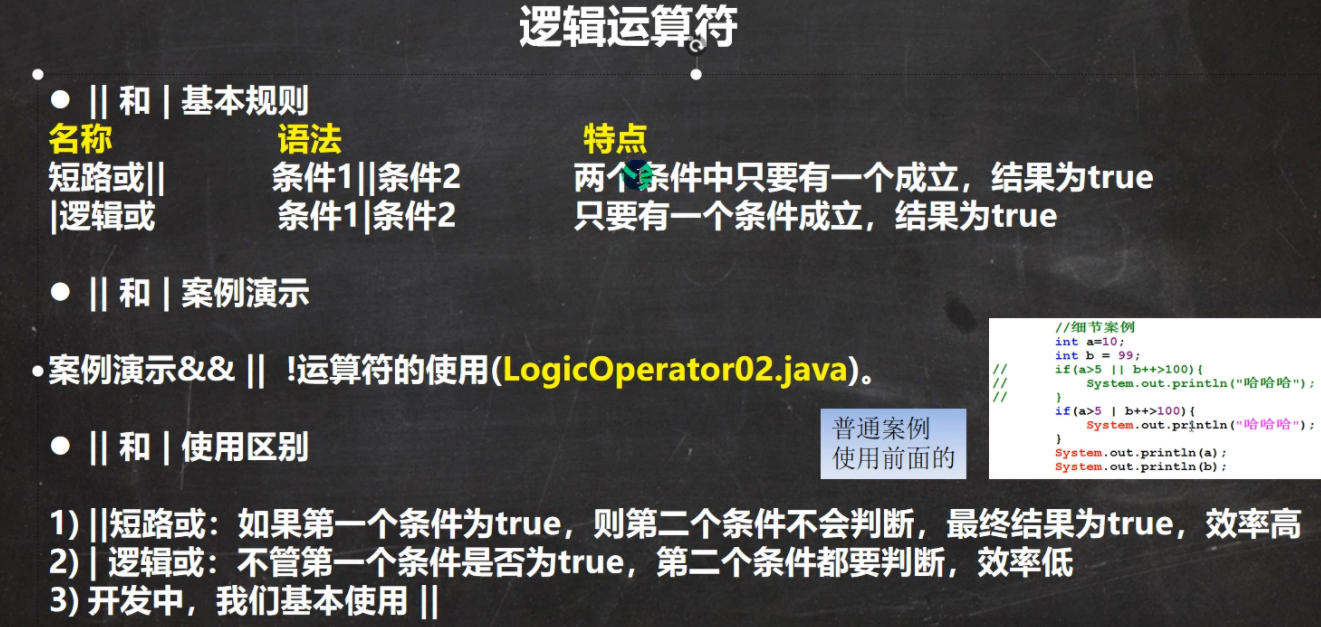 逻辑运算符
● || 和 | 基本规则
名称 语法 特点
短路或|| 条件1||条件2 两个条件中只要有一个成立，结果为true
|逻辑或 条件1|条件2 只要有一个条件成立，结果为true
● || 和 | 案例演示
•案例演示&& || !运算符的使用(LogicOperator02.java)。
● || 和 | 使用区别
普通案例
使用前面的
//细节案例
int a=10;
int b = 99;
// if(a>5 || b++>100){
// System.out.println("哈哈哈");
// }
if(a>5 | b++>100){
System.out.println("哈哈哈");
}
System.out.println(a);
System.out.println(b);
1) ||短路或：如果第一个条件为true，则第二个条件不会判断，最终结果为true，效率高
2) | 逻辑或：不管第一个条件是否为true，第二个条件都要判断，效率低
3) 开发中，我们基本使用 ||